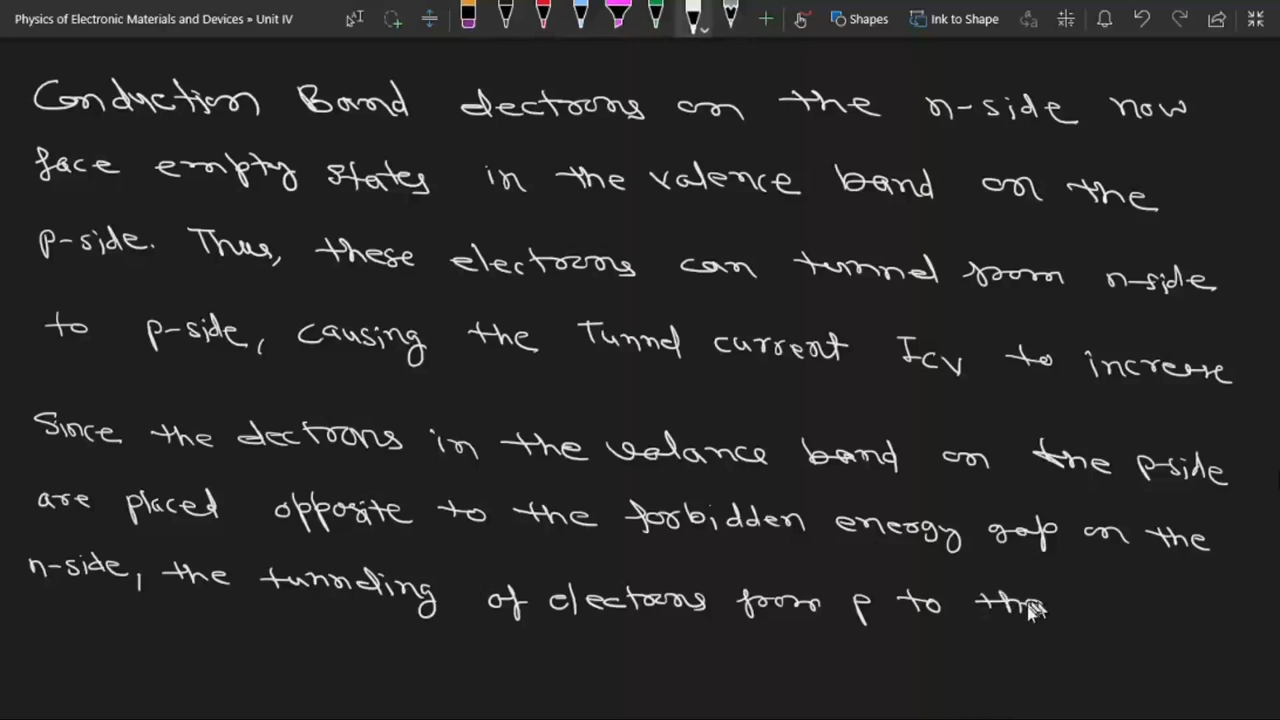 Physics of Electronic Materials and Devices » Unit IV
Shapes
Ink to Shape
Conduction Band electrons on the n-side now
face empty states in the valence band on the
p-side. Thus, these electrons can tunnel from n-side
to p-side, causing the Tunnel current Icv to increase
Since the electrons in the valance band on the p-side
are placed opposite to the forbidden energy gap on the
n-side, the tunneling of electrons from p to the